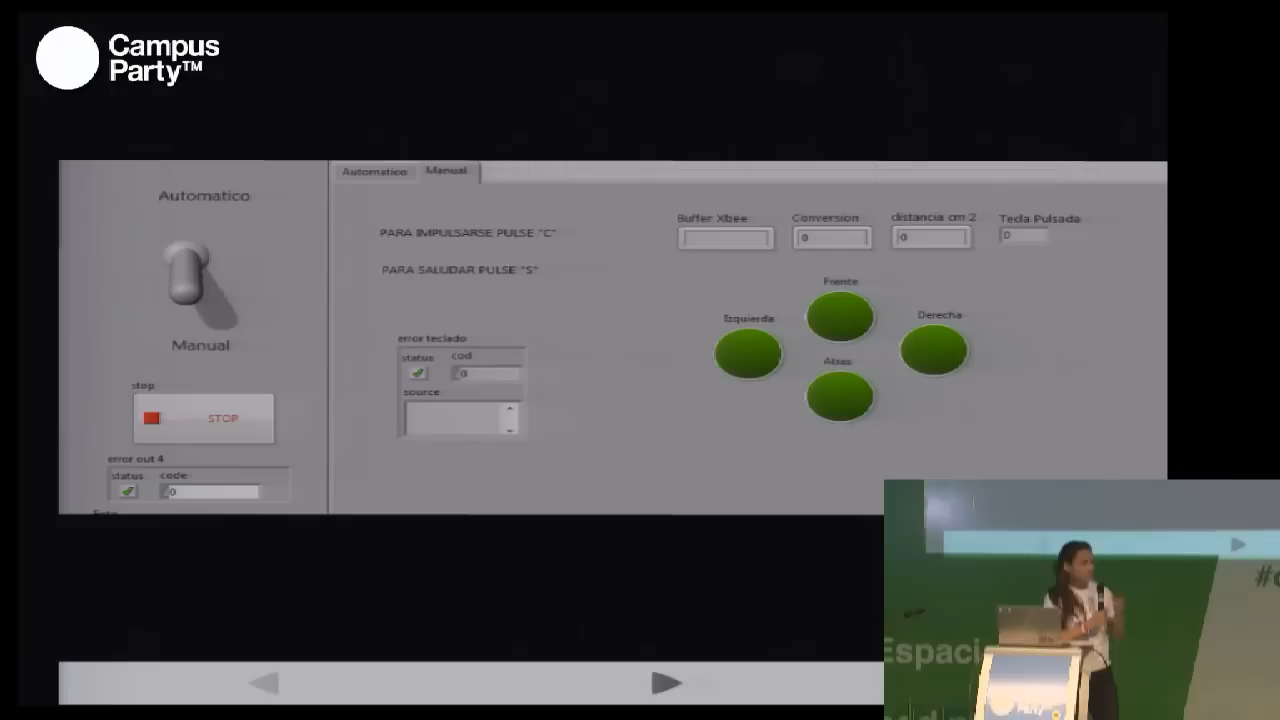 Campus
Party™
Automatico
Manual
stop
STOP
error out 4
status code
0
Automatico Manual
PARA IMPULSARSE PULSE "C"
PARA SALUDAR PULSE "S"
error teclado
status cod
0
source
Buffer Xbee Conversion distancia cm 2 Tecla Pulsada
0 0 0
Frente
Izquierda
Derecha
Atras
Espaci